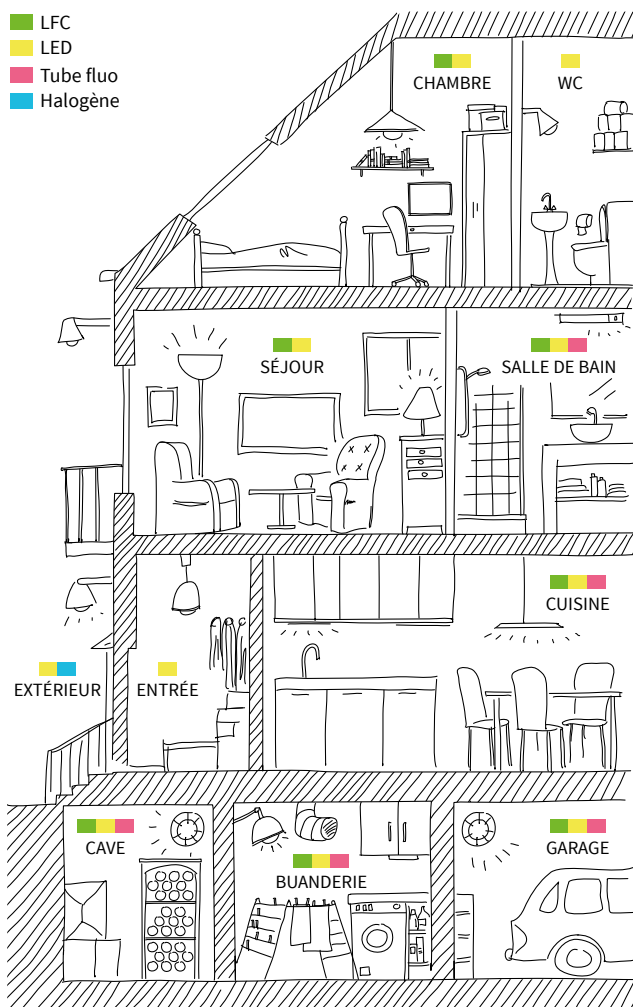 LFC
LED
Tube fluo
Halogène
CHAMBRE
WC
SÉJOUR
SALLE DE BAIN
CUISINE
EXTÉRIEUR
ENTRÉE
CAVE
BUANDERIE
GARAGE